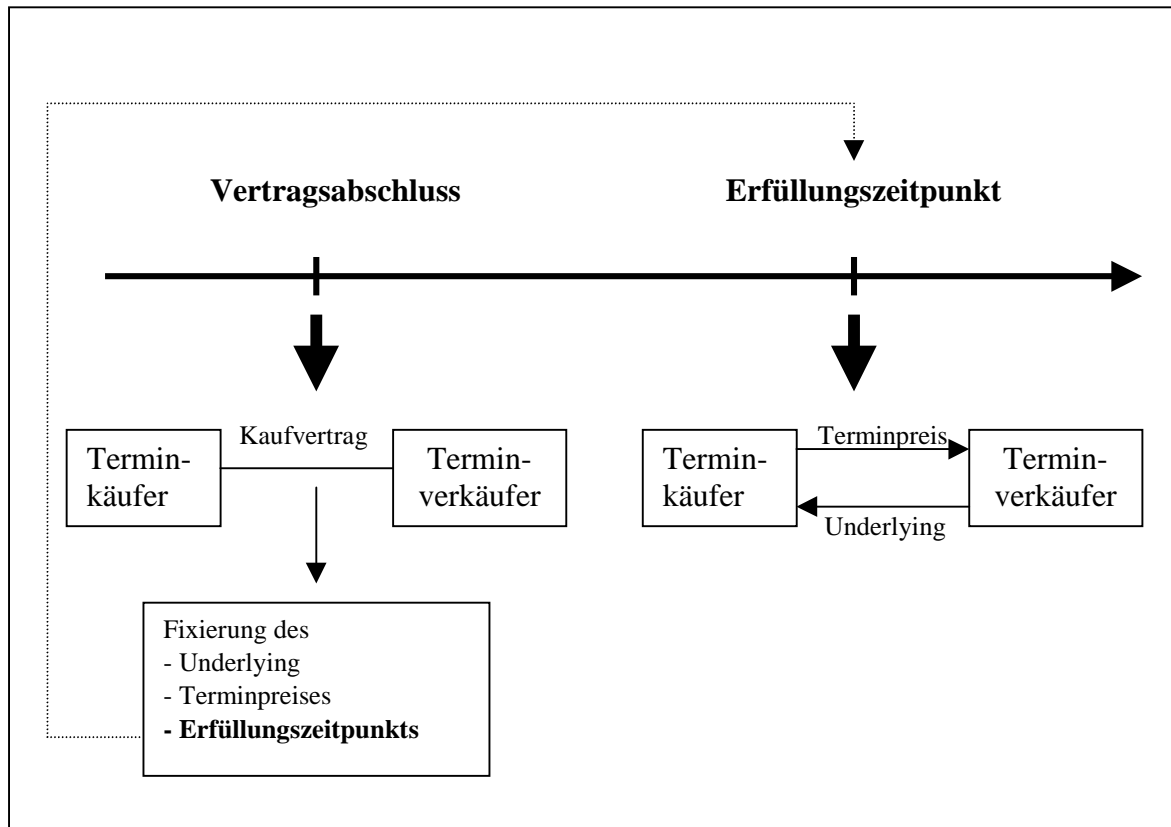 Vertragsabschluss
Erfüllungszeitpunkt
Kaufvertrag
Termin-
käufer
Termin-
verkäufer
Terminpreis
Termin-
käufer
Termin-
verkäufer
Underlying
Fixierung des
- Underlying
- Terminpreises
- Erfüllungszeitpunkts